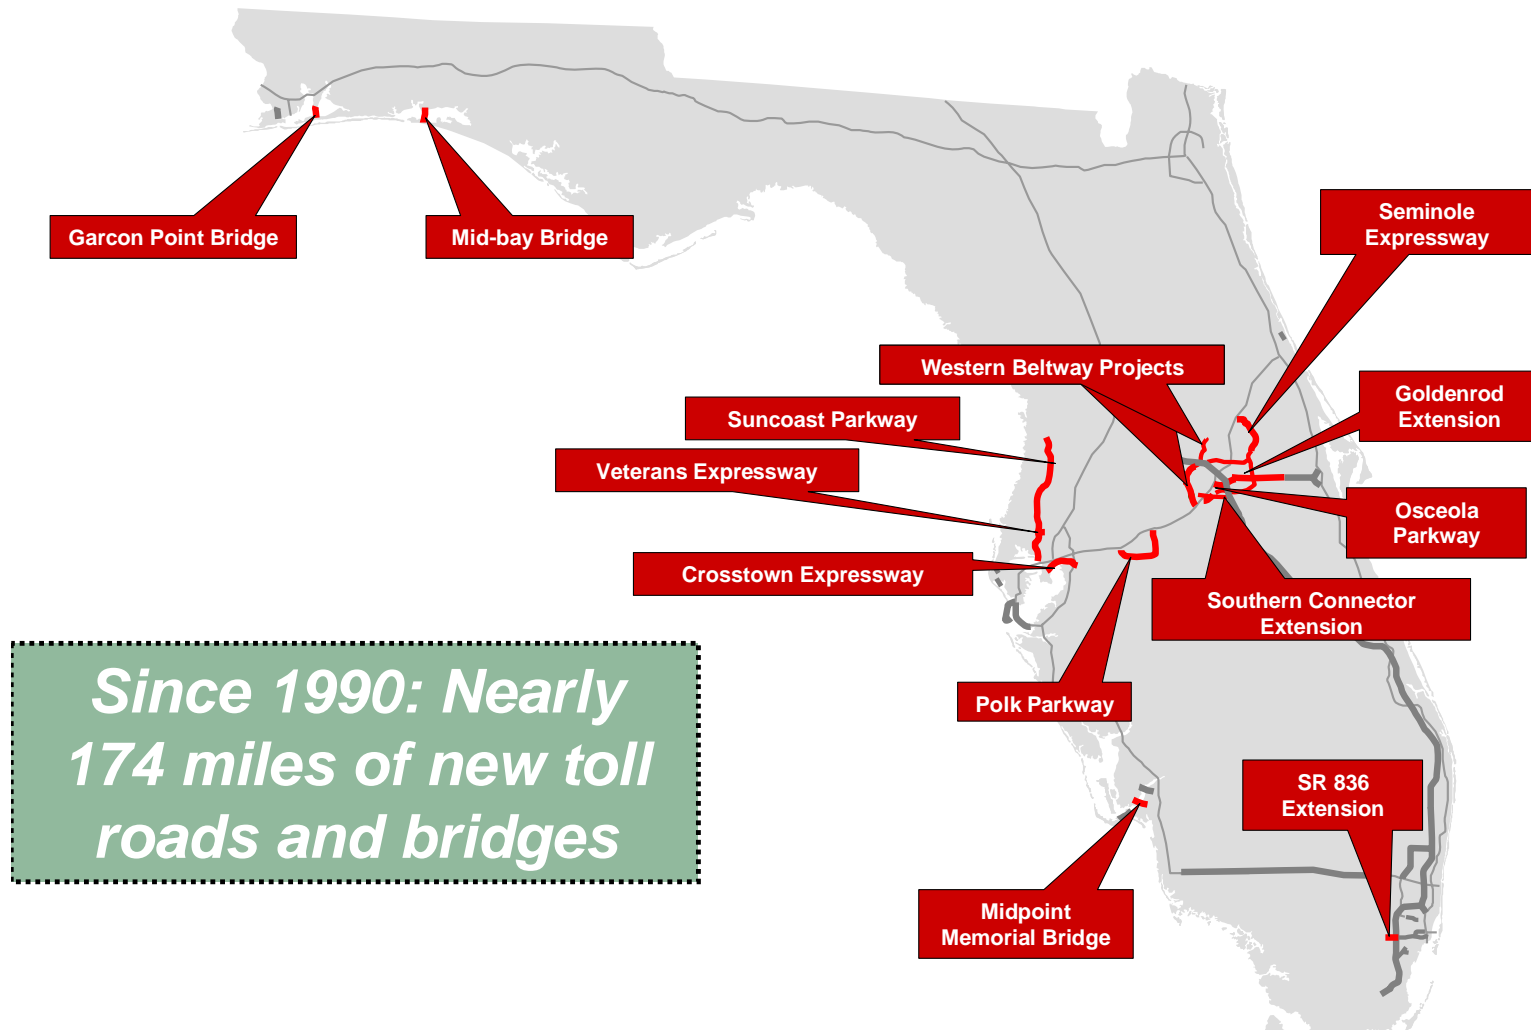 Garcon Point Bridge
Mid-bay Bridge
Seminole
Expressway
Western Beltway Projects
Goldenrod
Extension
Suncoast Parkway
Veterans Expressway
Osceola
Parkway
Crosstown Expressway
Southern Connector
Extension
Polk Parkway
Since 1990: Nearly
174 miles of new toll
roads and bridges
SR 836
Extension
Midpoint
Memorial Bridge